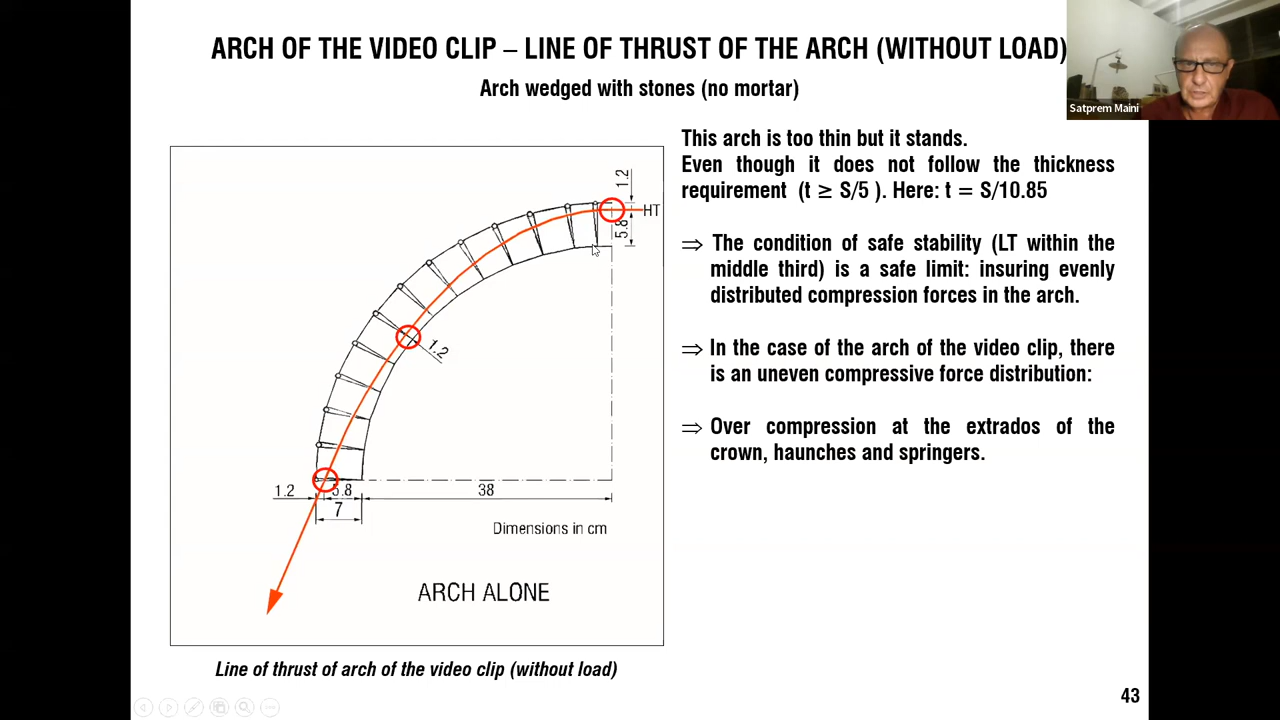 ARCH OF THE VIDEO CLIP – LINE OF THRUST OF THE ARCH (WITHOUT LOAD)
Arch wedged with stones (no mortar)
Satprem Maini
This arch is too thin but it stands.
Even though it does not follow the thickness
requirement (t ≥ S/5 ). Here: t = S/10.85
⇒ The condition of safe stability (LT within the
middle third) is a safe limit: insuring evenly
distributed compression forces in the arch.
⇒ In the case of the arch of the video clip, there
is an uneven compressive force distribution:
⇒ Over compression at the extrados of the
crown, haunches and springers.
1.2
HT
5.8
1.2
1.2
5.8
38
7
Dimensions in cm
ARCH ALONE
Line of thrust of arch of the video clip (without load)
43